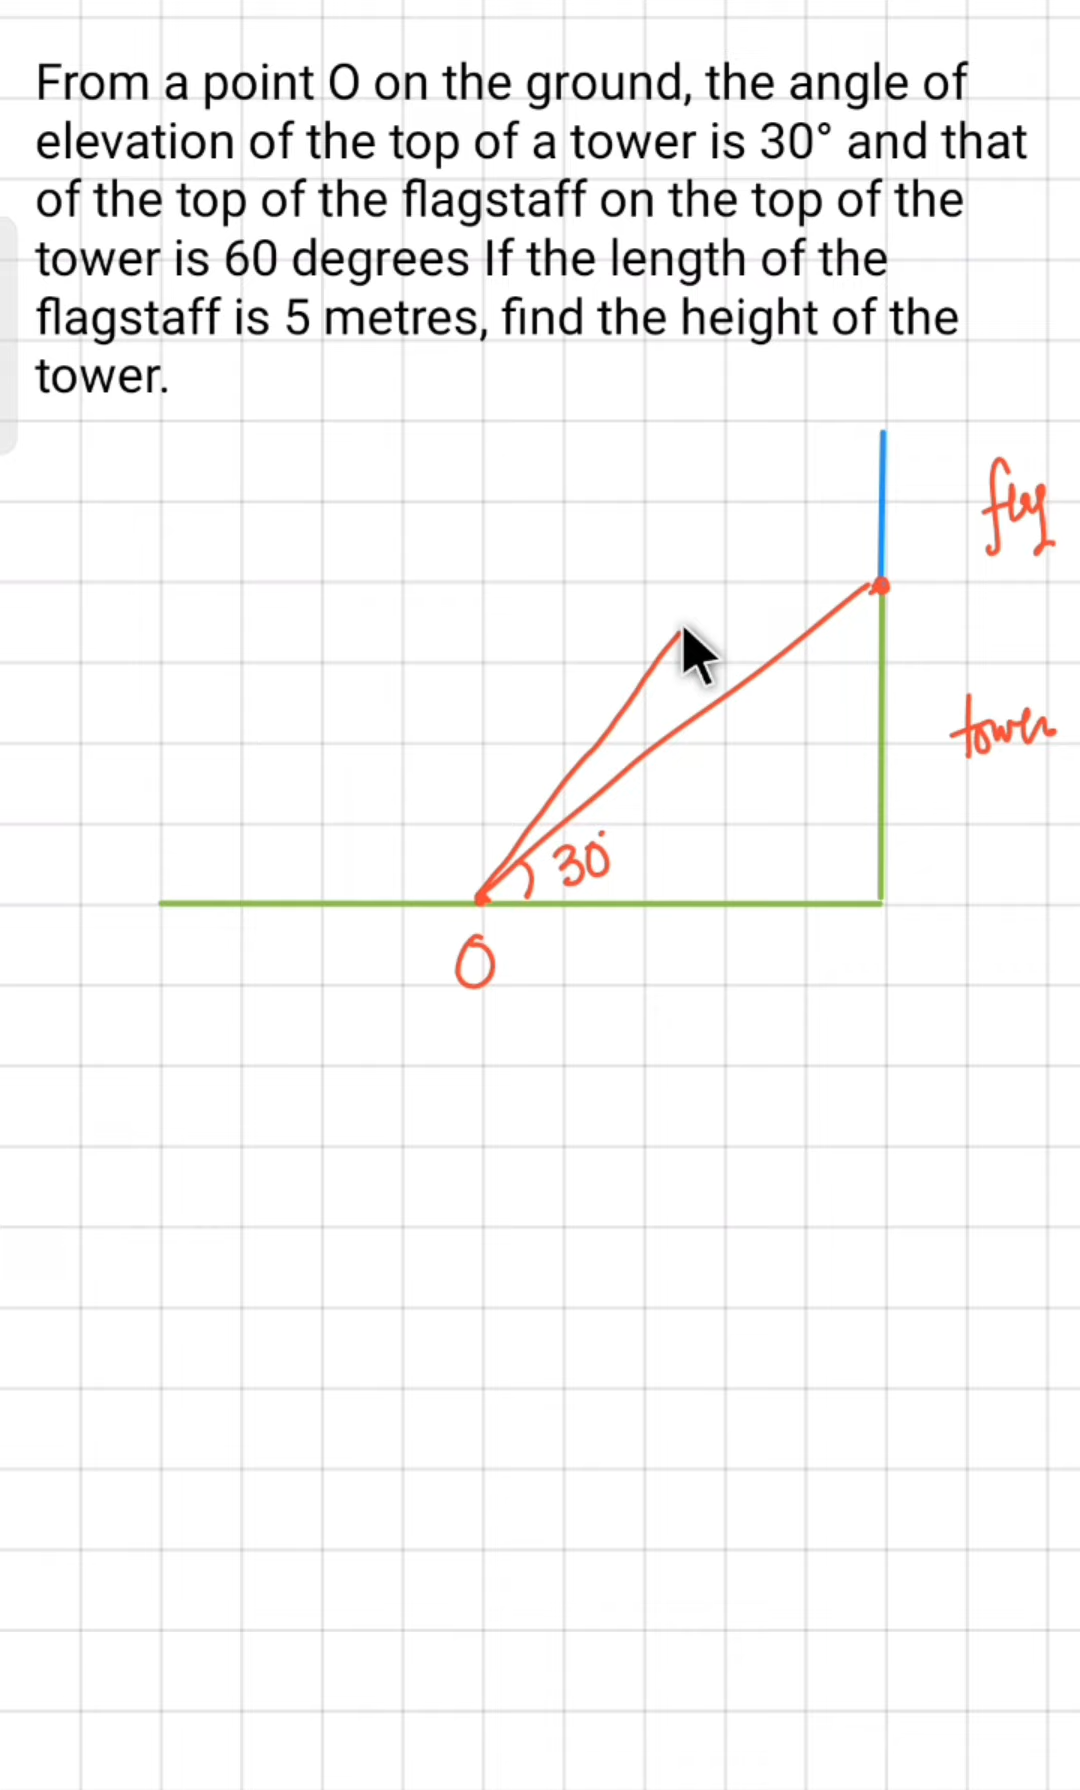 From a point O on the ground, the angle of
elevation of the top of a tower is 30° and that
of the top of the flagstaff on the top of the
tower is 60 degrees If the length of the
flagstaff is 5 metres, find the height of the
tower.
tower
30°
O